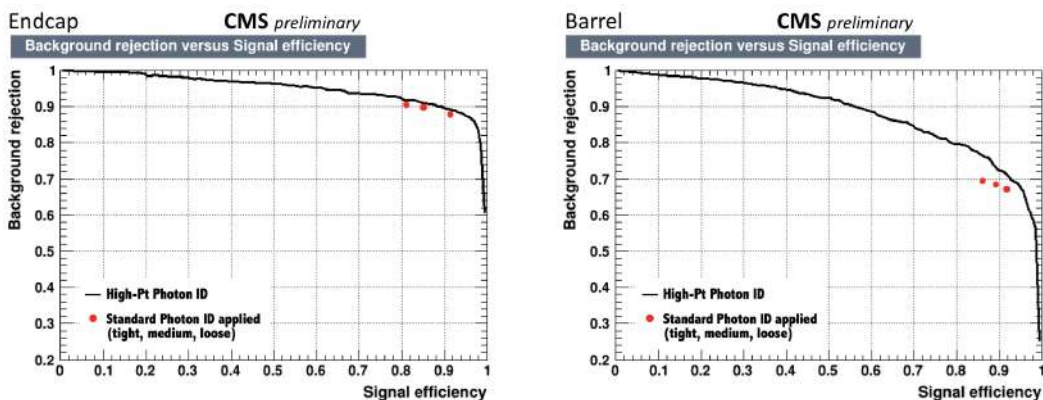 Endcap CMS preliminary
Background rejection versus Signal efficiency
Background rejection
1
0.9
0.8
0.7
0.6
0.5
0.4
0.3
0.2
High-Pt Photon ID
Standard Photon ID applied
(tight, medium, loose)
0 0.1 0.2 0.3 0.4 0.5 0.6 0.7 0.8 0.9 1
Signal efficiency
Barrel CMS preliminary
Background rejection versus Signal efficiency
Background rejection
1
0.9
0.8
0.7
0.6
0.5
0.4
0.3
0.2
High-Pt Photon ID
Standard Photon ID applied
(tight, medium, loose)
0 0.1 0.2 0.3 0.4 0.5 0.6 0.7 0.8 0.9 1
Signal efficiency